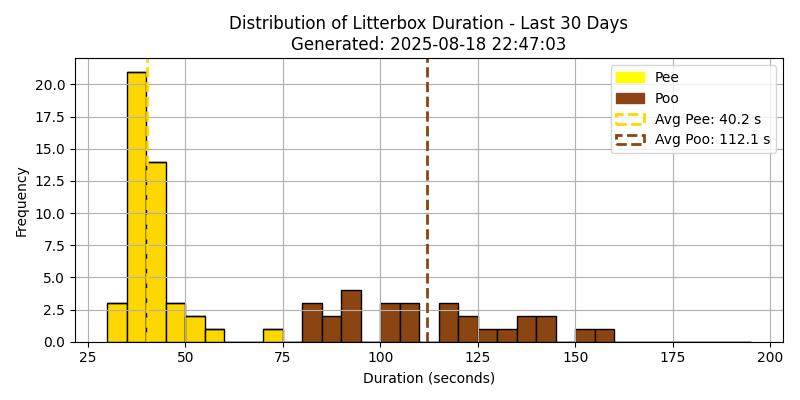 Distribution of Litterbox Duration - Last 30 Days
Generated: 2025-08-18 22:47:03
Pee
Poo
Avg Pee: 40.2 s
Avg Poo: 112.1 s
Frequency
20.0
17.5
15.0
12.5
10.0
7.5
5.0
2.5
0.0
25 50 75 100 125 150 175 200
Duration (seconds)